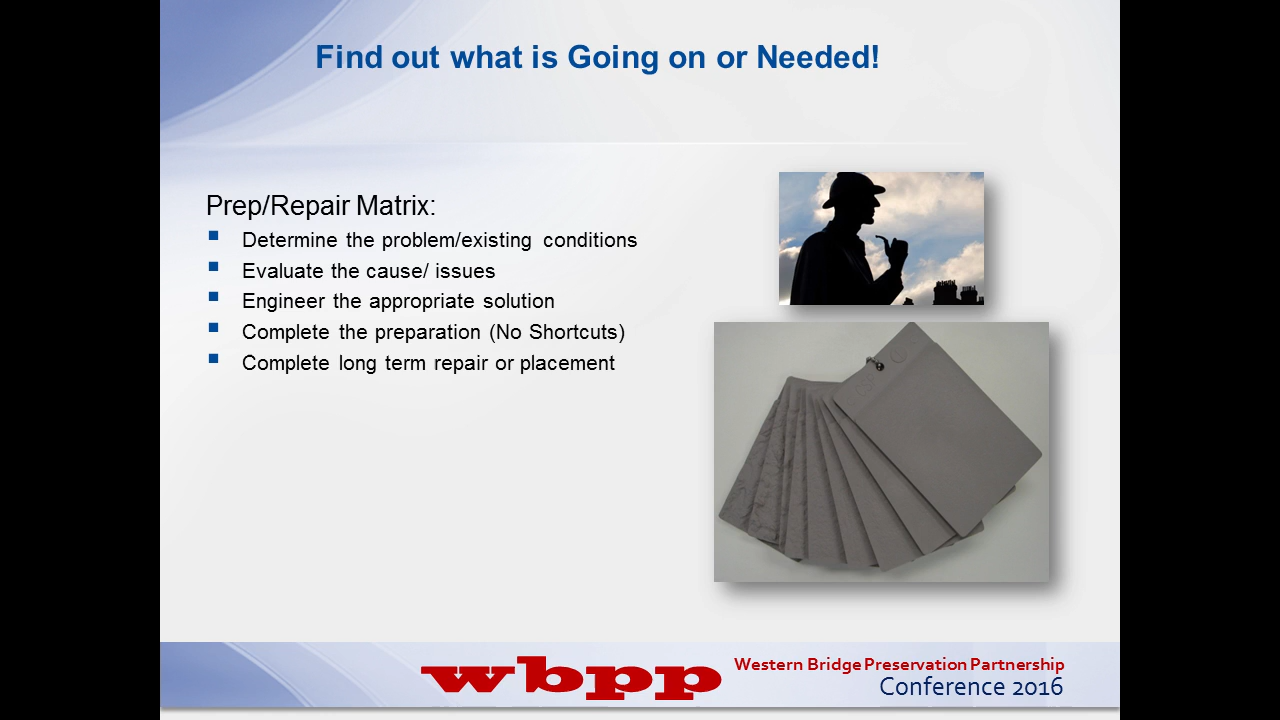 Find out what is Going on or Needed!
Prep/Repair Matrix:
Determine the problem/existing conditions
Evaluate the cause/ issues
Engineer the appropriate solution
Complete the preparation (No Shortcuts)
Complete long term repair or placement
wbpp
Western Bridge Preservation Partnership
Conference 2016